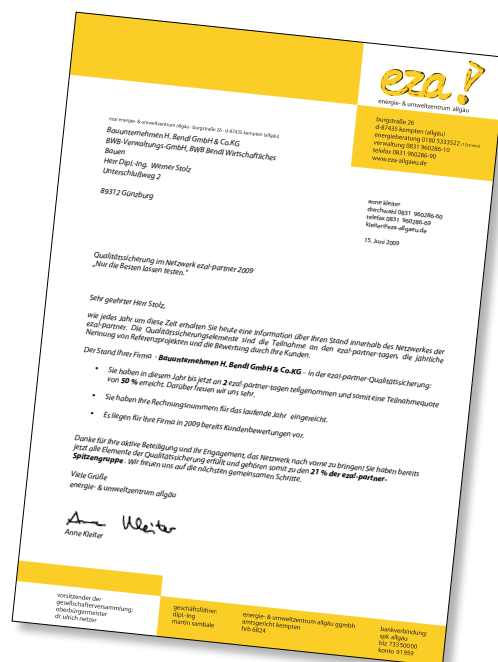 eza!
energie- & umweltzentrum allgäu
burgstraße 26
d-87435 kempten (allgäu)
energieberatung 0180 5333522 (12ct/min)
verwaltung 0831 960286-10
telefax 0831 960286-90
www.eza-allgaeu.de
eza! energie- & umweltzentrum allgäu · burgstraße 26 · d-87435 kempten (allgäu)
Bauunternehmen H. Bendl GmbH & Co.KG
BWB-Verwaltungs-GmbH, BWB Bendl Wirtschaftliches
Bauen
Herr Dipl.-Ing. Werner Stolz
Unterschlußweg 2
89312 Günzburg
anne kleiter
durchwahl 0831 960286-60
telefax 0831 960286-69
kleiter@eza-allgaeu.de
15. Juni 2009
Qualitätssicherung im Netzwerk eza!-partner 2009
„Nur die Besten lassen testen."
Sehr geehrter Herr Stolz,
wie jedes Jahr um diese Zeit erhalten Sie heute eine Information über Ihren Stand innerhalb des Netzwerkes der
eza!-partner. Die Qualitätssicherungselemente sind die Teilnahme an den eza!-partner-tagen, die jährliche
Nennung von Referenzprojekten und die Bewertung durch Ihre Kunden.
Der Stand Ihrer Firma - Bauunternehmen H. Bendl GmbH & Co.KG - in der eza!-partner-Qualitätssicherung:
• Sie haben in diesem Jahr bis jetzt an 2 eza!-partner-tagen teilgenommen und somit eine Teilnahmequote
von 50 % erreicht. Darüber freuen wir uns sehr.
• Sie haben Ihre Rechnungsnummern für das laufende Jahr eingereicht.
• Es liegen für Ihre Firma in 2009 bereits Kundenbewertungen vor.
Danke für Ihre aktive Beteiligung und Ihr Engagement, das Netzwerk nach vorne zu bringen! Sie haben bereits
jetzt alle Elemente der Qualitätssicherung erfüllt und gehören somit zu den 21 % der eza!-partner-
Spitzengruppe. Wir freuen uns auf die nächsten gemeinsamen Schritte.
Viele Grüße
energie- & umweltzentrum allgäu
Anne Kleiter
Anne Kleiter
vorsitzender der
gesellschafterversammlung:
oberbürgermeister
dr. ulrich netzer
geschäftsführer:
dipl.-ing
martin sambale
energie- & umweltzentrum allgäu ggmbh
amtsgericht kempten
hrb 6824
bankverbindung:
spk allgäu
blz 73350000
konto 91959